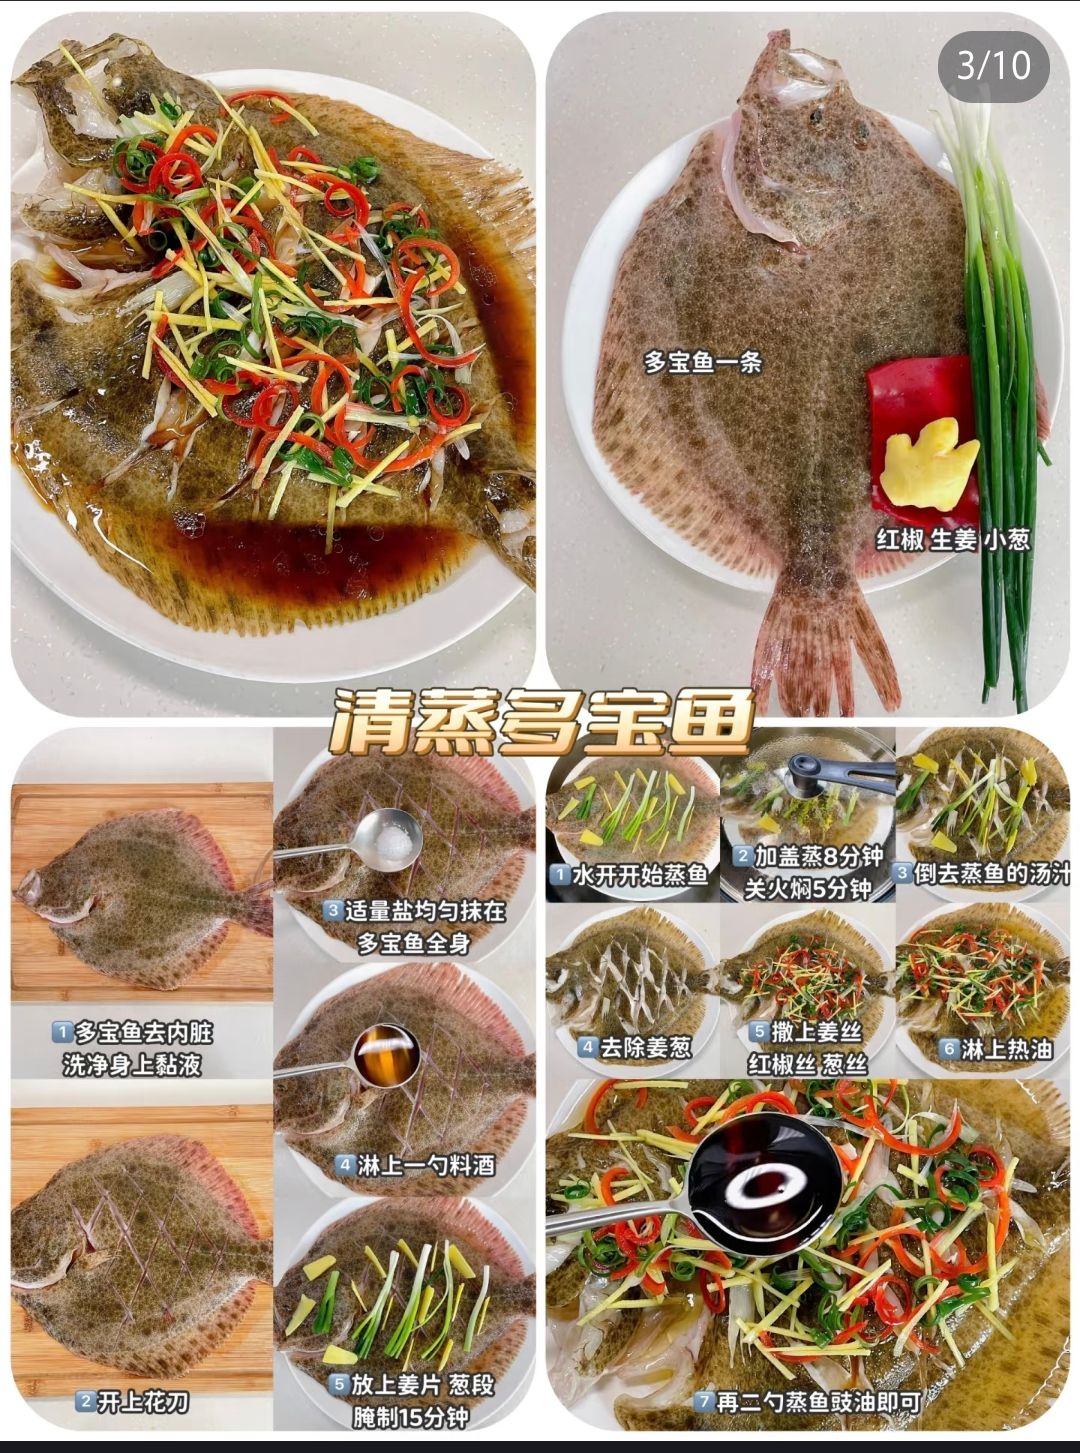 3/10
多宝鱼一条
红椒 生姜 小葱
清蒸多宝鱼
1 多宝鱼去内脏
洗净身上黏液
2 开上花刀
3 适量盐均匀抹在
多宝鱼全身
4 淋上一勺料酒
5 放上姜片 葱段
腌制15分钟
1 水开开始蒸鱼
2 加盖蒸8分钟
关火焖5分钟
3 倒去蒸鱼的汤汁
4 去除姜葱
5 撒上姜丝
红椒丝 葱丝
6 淋上热油
7 再二勺蒸鱼豉油即可